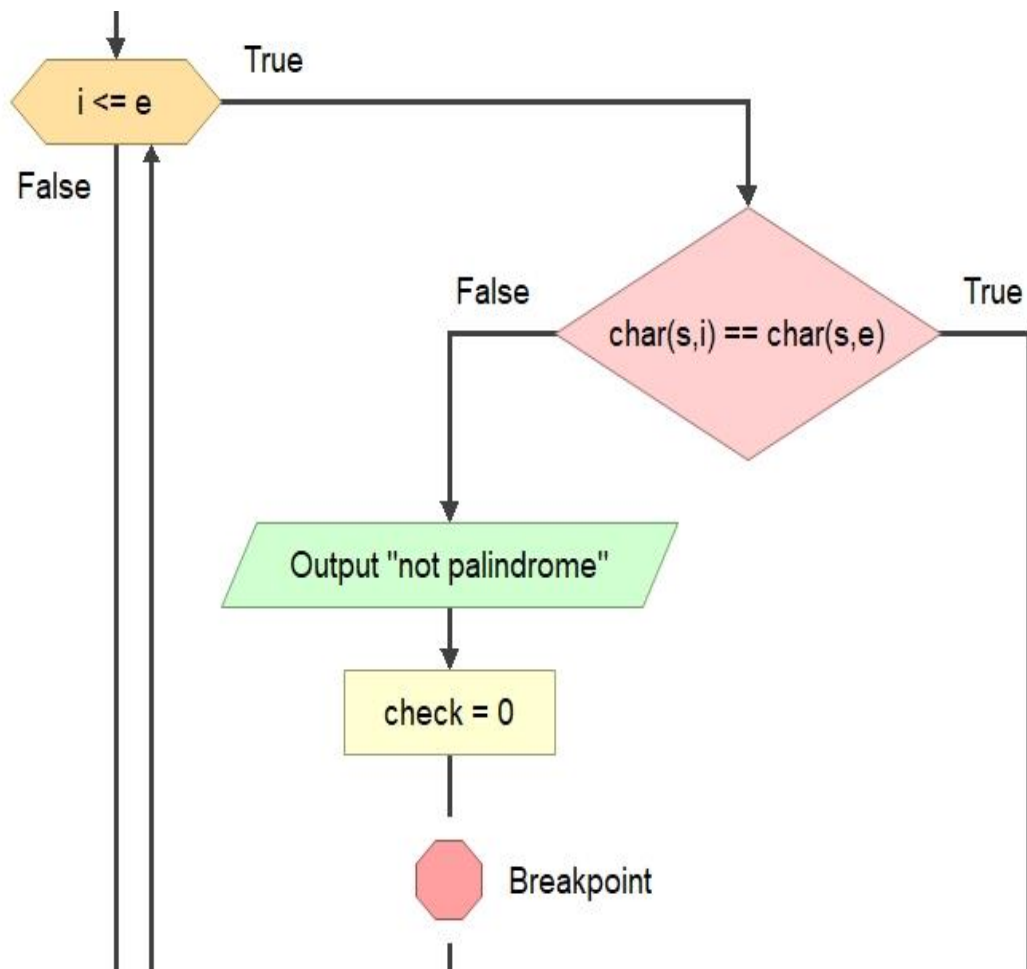 True
i <= e
False
False
True
char(s,i) == char(s,e)
Output "not palindrome"
check = 0
Breakpoint